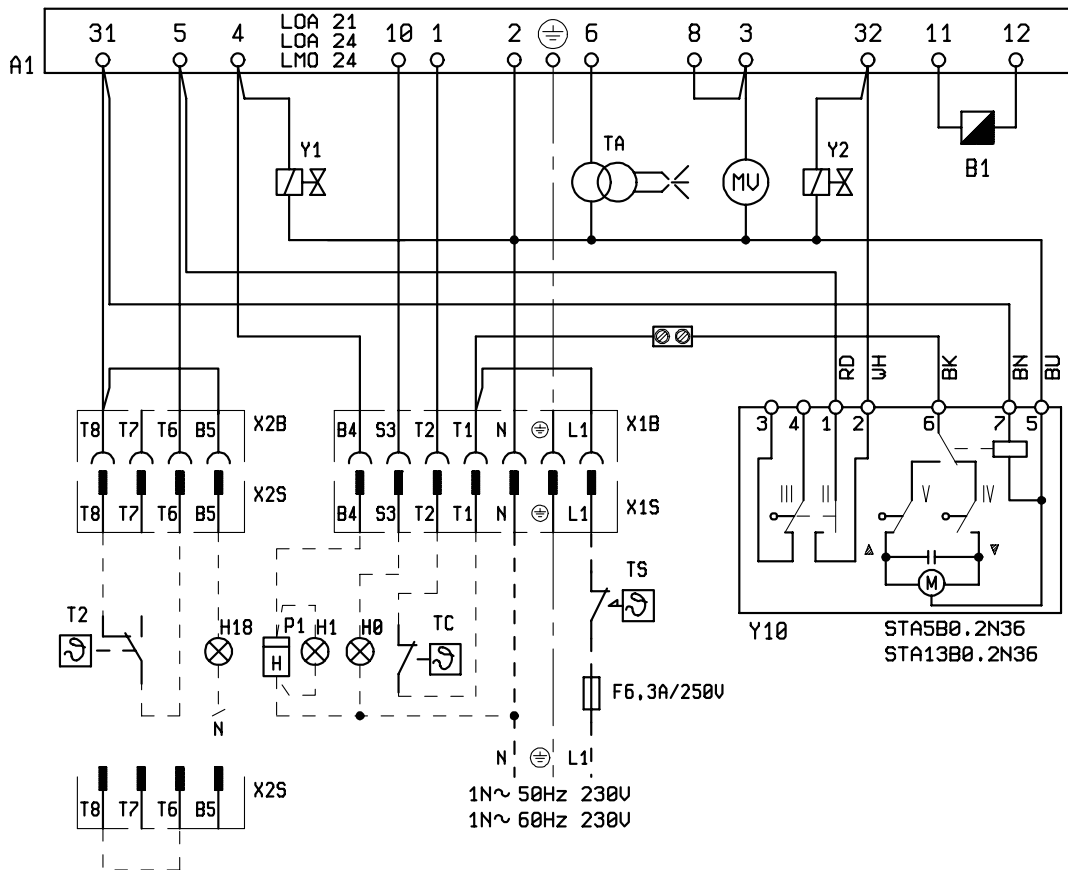 LOA 21
LOA 24
LMO 24
31 5 4 10 1 2 6 8 3 32 11 12
A1
Y1 TA MV Y2 B1
RD WH BK BN BU
T8 T7 T6 B5 X2B B4 S3 T2 T1 N L1 X1B
3 4 1 2 6 7 5
T8 T7 T6 B5 X2S B4 S3 T2 T1 N L1 X1S
III II V IV
M
T2 H18 P1 H1 H0 TC TS
ϑ H ϑ ϑ
Y10 STA5B0.2N36
STA13B0.2N36
F6,3A/250V
N
N L1
1N~ 50Hz 230V
1N~ 60Hz 230V
T8 T7 T6 B5 X2S